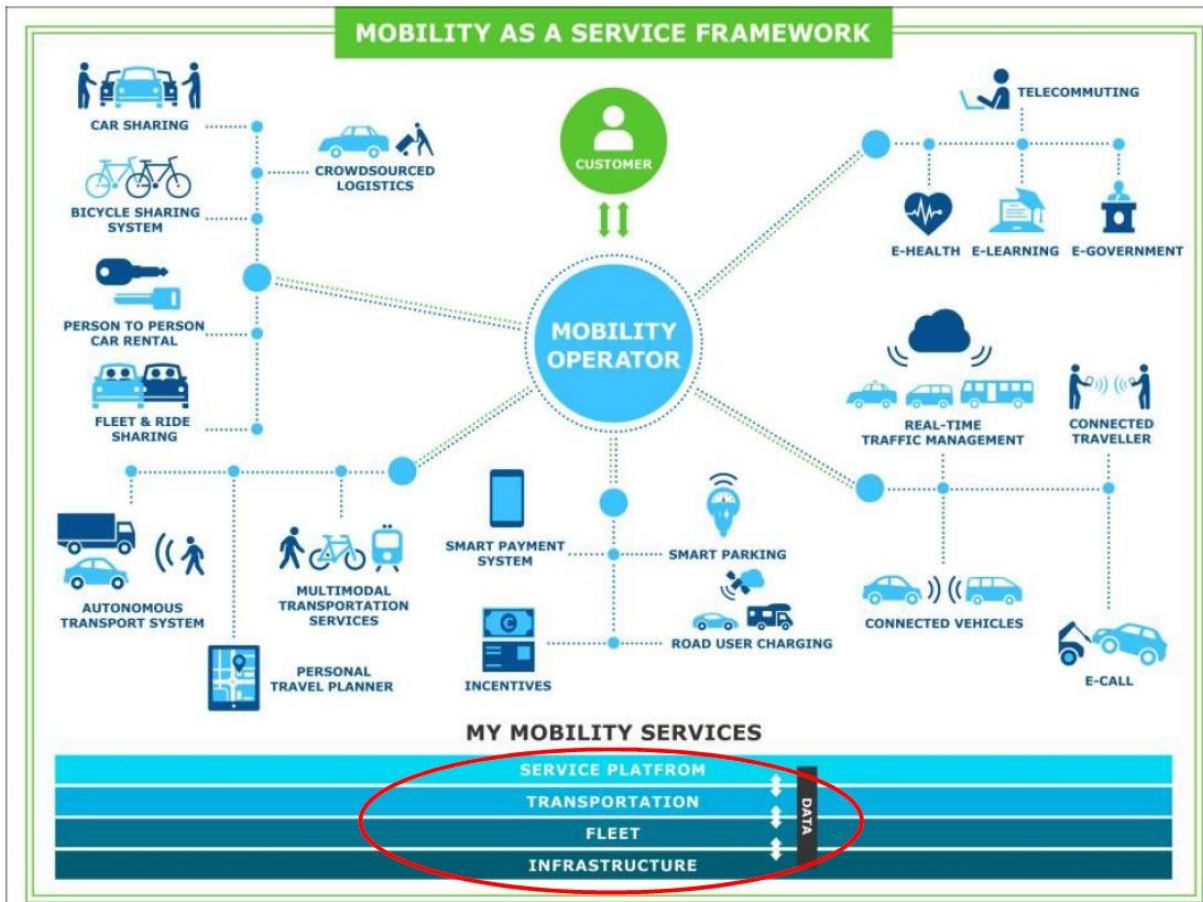 MOBILITY AS A SERVICE FRAMEWORK
CAR SHARING
CROWDSOURCED
LOGISTICS
BICYCLE SHARING
SYSTEM
PERSON TO PERSON
CAR RENTAL
FLEET & RIDE
SHARING
CUSTOMER
MOBILITY
OPERATOR
TELECOMMUTING
E-HEALTH
E-LEARNING
E-GOVERNMENT
REAL-TIME
TRAFFIC MANAGEMENT
CONNECTED
TRAVELLER
AUTONOMOUS
TRANSPORT SYSTEM
MULTIMODAL
TRANSPORTATION
SERVICES
PERSONAL
TRAVEL PLANNER
SMART PAYMENT
SYSTEM
SMART PARKING
INCENTIVES
ROAD USER CHARGING
CONNECTED VEHICLES
E-CALL
MY MOBILITY SERVICES
SERVICE PLATFROM
TRANSPORTATION
FLEET
INFRASTRUCTURE
DATA